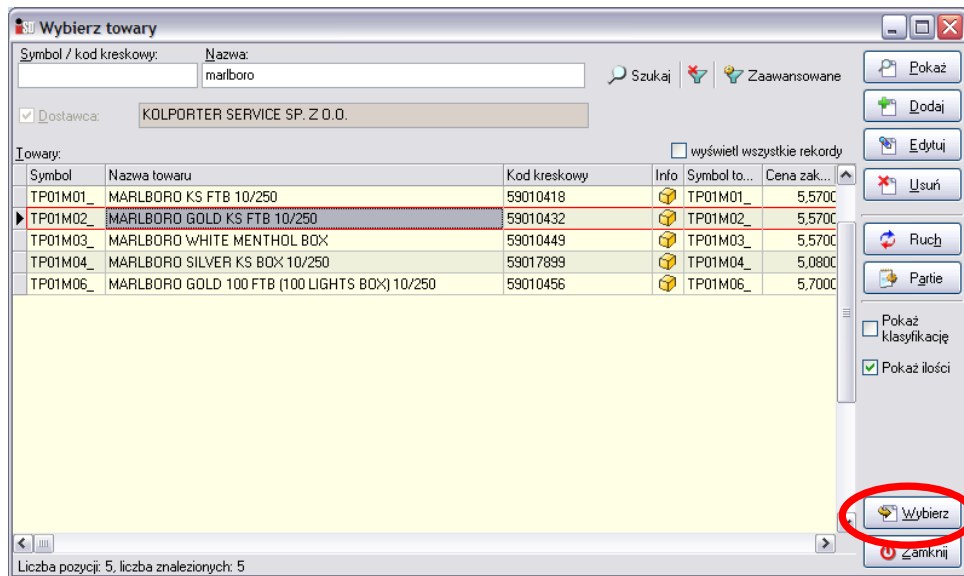 Wybierz towary
Symbol / kod kreskowy: Nazwa:
marlboro
Szukaj Zaawansowane
Dostawca: KOLPORTER SERVICE SP. Z O.O.
Towary: wyświetl wszystkie rekordy
Symbol Nazwa towaru Kod kreskowy Info Symbol to... Cena zak...
TP01M01_ MARLBORO KS FTB 10/250 59010418 TP01M01_ 5,5700
TP01M02_ MARLBORO GOLD KS FTB 10/250 59010432 TP01M02_ 5,5700
TP01M03_ MARLBORO WHITE MENTHOL BOX 59010449 TP01M03_ 5,5700
TP01M04_ MARLBORO SILVER KS BOX 10/250 59017899 TP01M04_ 5,0800
TP01M06_ MARLBORO GOLD 100 FTB (100 LIGHTS BOX) 10/250 59010456 TP01M06_ 5,7000
Liczba pozycji: 5, liczba znalezionych: 5
Pokaż
Dodaj
Edytuj
Usuń
Ruch
Partie
Pokaż
klasyfikację
Pokaż ilości
Wybierz
Zamknij